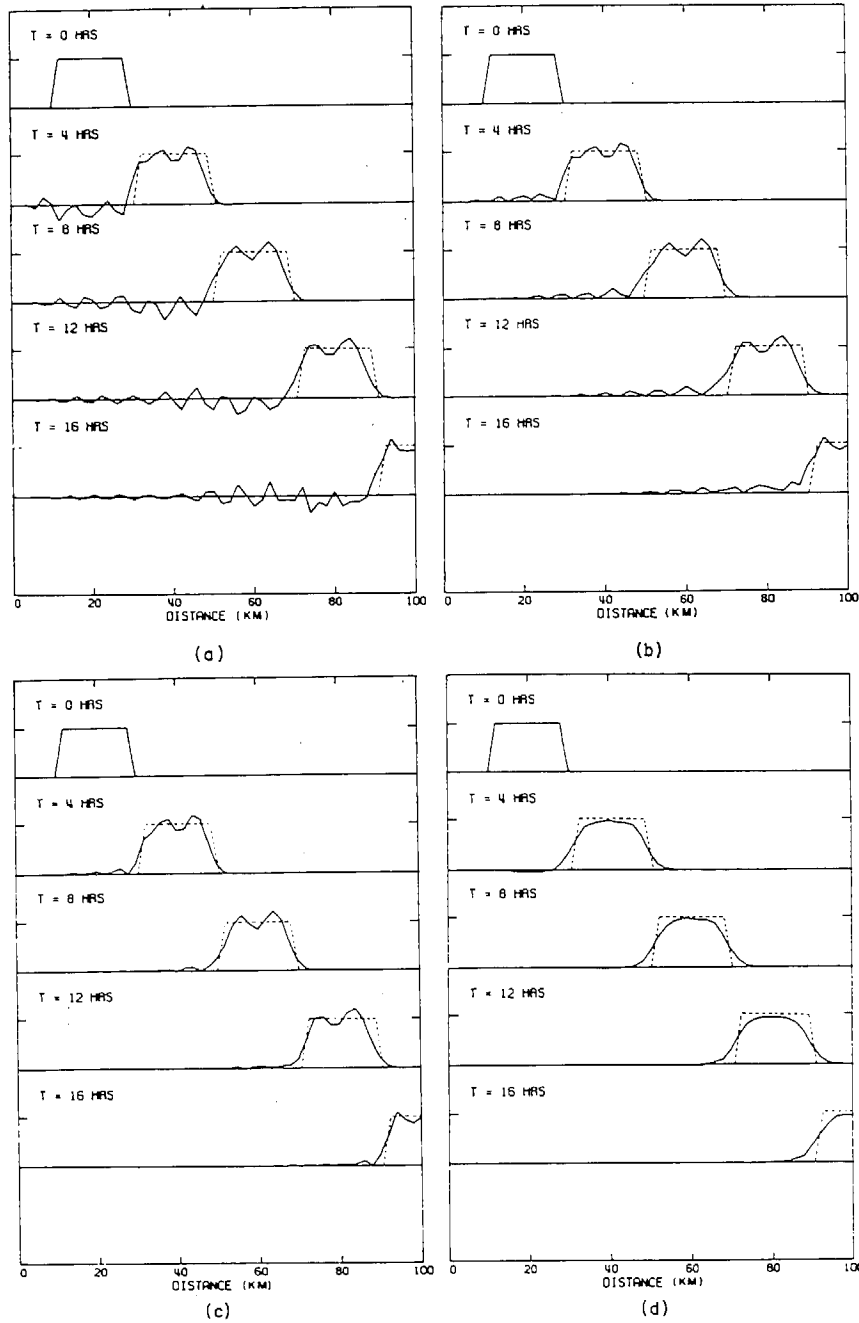 T = 0 HRS
T = 4 HRS
T = 8 HRS
T = 12 HRS
T = 16 HRS
0 20 40 60 80 100
DISTANCE (KM)
(a)
T = 0 HRS
T = 4 HRS
T = 8 HRS
T = 12 HRS
T = 16 HRS
0 20 40 60 80 100
DISTANCE (KM)
(b)
T = 0 HRS
T = 4 HRS
T = 8 HRS
T = 12 HRS
T = 16 HRS
0 20 40 60 80 100
DISTANCE (KM)
(c)
T = 0 HRS
T = 4 HRS
T = 8 HRS
T = 12 HRS
T = 16 HRS
0 20 40 60 80 100
DISTANCE (KM)
(d)